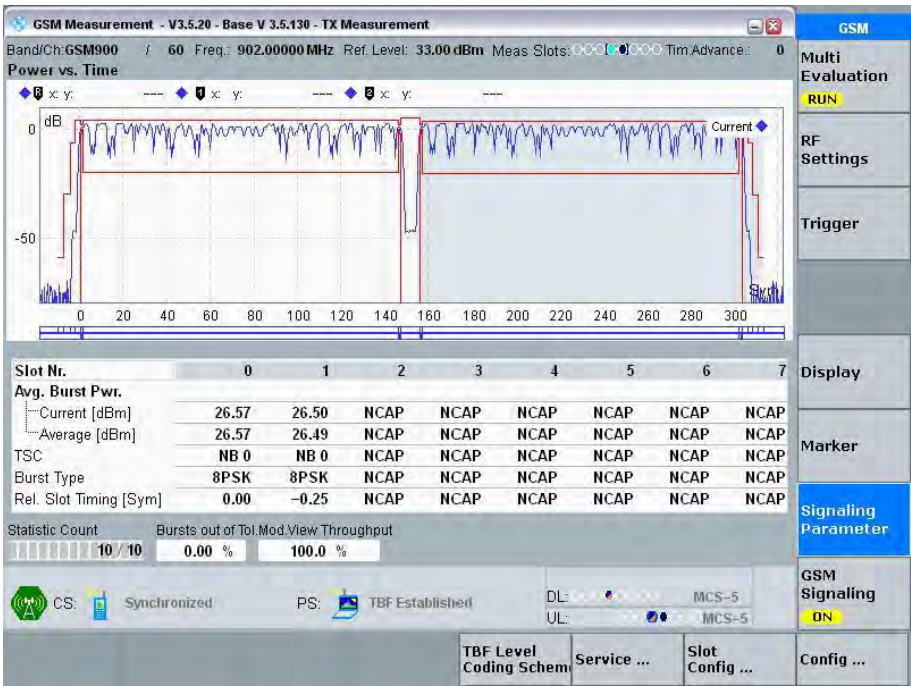 GSM Measurement - V3.5.20 - Base V 3.5.130 - TX Measurement
GSM
Band/Ch: GSM900 / 60 Freq.: 902.00000 MHz Ref. Level: 33.00 dBm Meas Slots: Tim.Advance.: 0
Power vs. Time
Multi Evaluation
RUN
R x: y: ---
1 x: y: ---
2 x: y: ---
dB
Current
0
-50
Sym
0 20 40 60 80 100 120 140 160 180 200 220 240 260 280 300
RF Settings
Trigger
Slot Nr. 0 1 2 3 4 5 6 7
Avg. Burst Pwr.
Current [dBm] 26.57 26.50 NCAP NCAP NCAP NCAP NCAP NCAP
Average [dBm] 26.57 26.49 NCAP NCAP NCAP NCAP NCAP NCAP
TSC NB 0 NB 0 NCAP NCAP NCAP NCAP NCAP NCAP
Burst Type 8PSK 8PSK NCAP NCAP NCAP NCAP NCAP NCAP
Rel. Slot Timing [Sym] 0.00 -0.25 NCAP NCAP NCAP NCAP NCAP NCAP
Display
Marker
Signaling Parameter
Statistic Count Bursts out of Tol. Mod.View Throughput
10 / 10 0.00 % 100.0 %
CS: Synchronized PS: TBF Established
DL: MCS-5
UL: MCS-5
GSM Signaling
ON
TBF Level Coding Schem
Service ...
Slot Config ...
Config ...